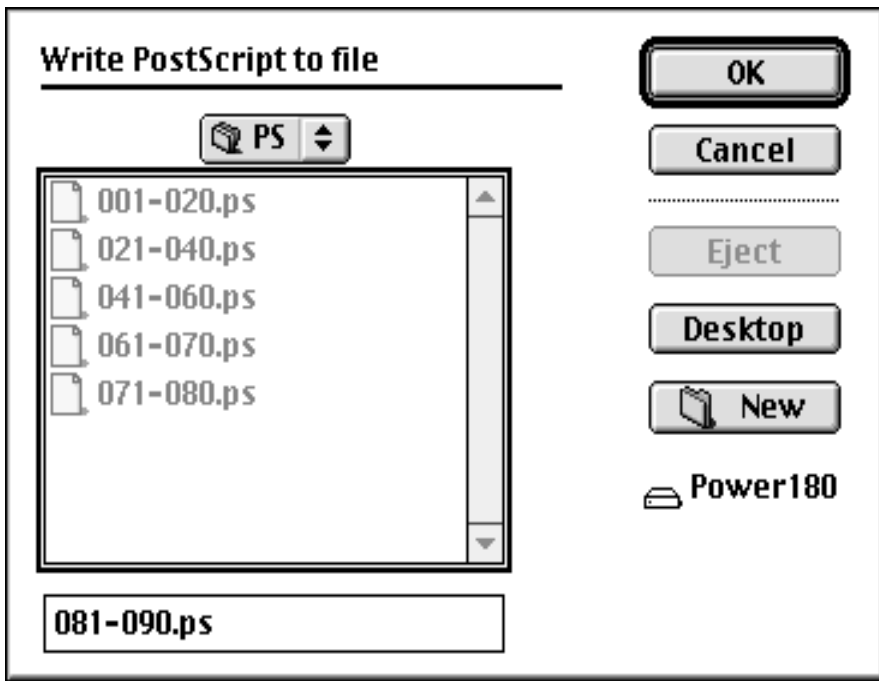 Write PostScript to file
PS
001-020.ps
021-040.ps
041-060.ps
061-070.ps
071-080.ps
081-090.ps
OK
Cancel
Eject
Desktop
New
Power180